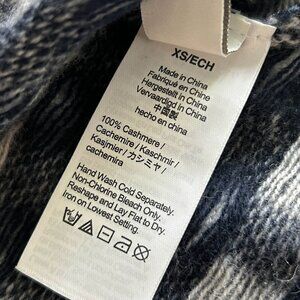 XS/ECH
Made in China
Fabriqué en Chine
Hergestellt in China
Vervaardigd in China
中國製
hecho en china
100% Cashmere /
Cachemire / Kaschmir /
Kasjmier / カシミヤ /
cachemira
Hand Wash Cold Separately.
Non-Chlorine Bleach Only.
Reshape and Lay Flat to Dry.
Iron on Lowest Setting.